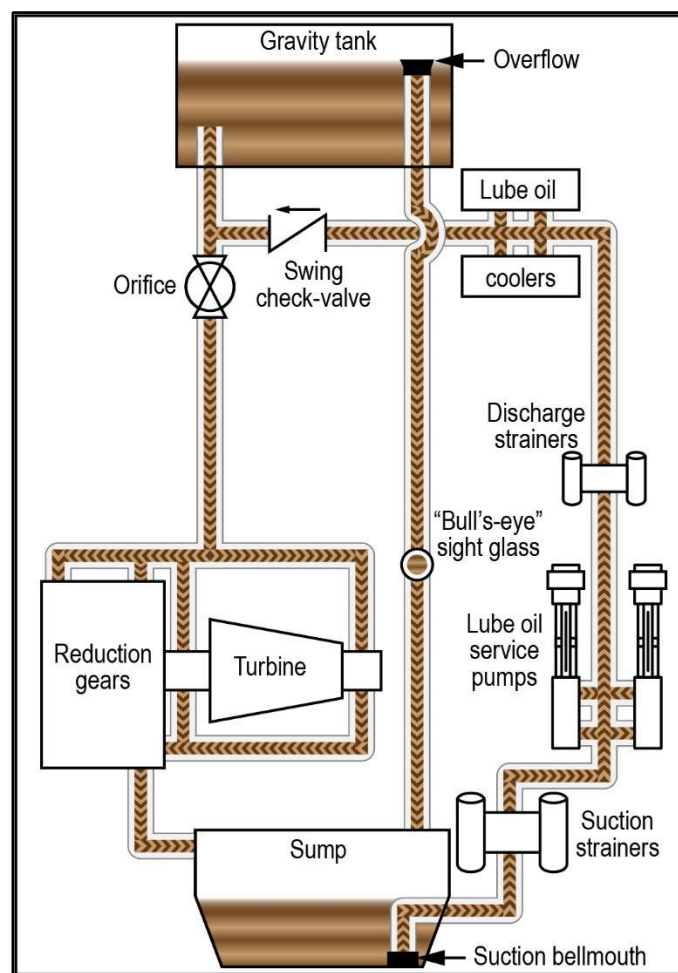 Gravity tank
Overflow
Lube oil
coolers
Orifice
Swing
check-valve
Discharge
strainers
“Bull’s-eye”
sight glass
Lube oil
service
pumps
Reduction
gears
Turbine
Suction
strainers
Sump
Suction bellmouth